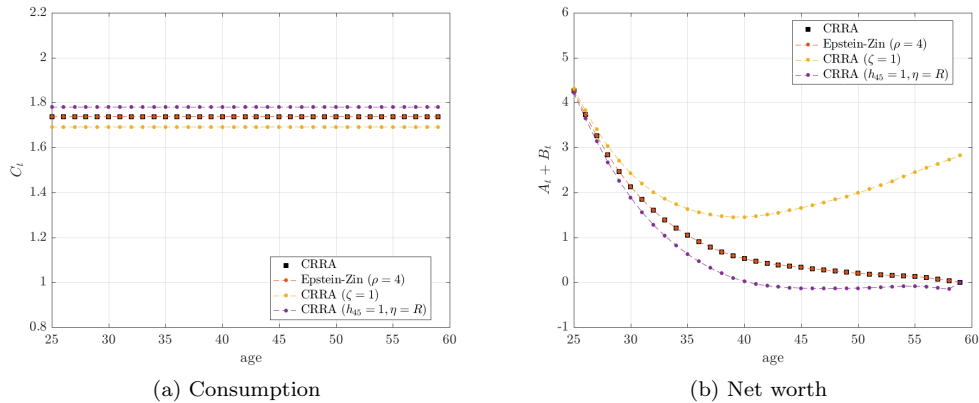 2.2
2
1.8
1.6
1.4
1.2
1
0.8
C_t
CRRA
Epstein-Zin (ρ = 4)
CRRA (ζ = 1)
CRRA (h_45 = 1, η = R)
25 30 35 40 45 50 55 60
age
(a) Consumption
6
5
4
3
2
1
0
-1
A_t + B_t
CRRA
Epstein-Zin (ρ = 4)
CRRA (ζ = 1)
CRRA (h_45 = 1, η = R)
25 30 35 40 45 50 55 60
age
(b) Net worth